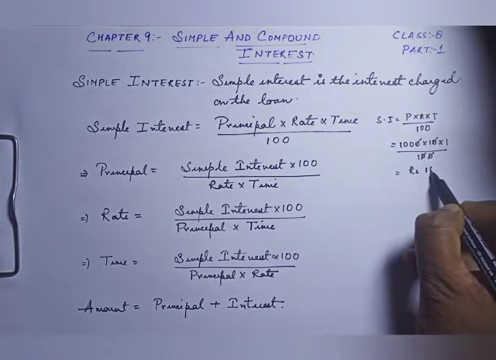 CHAPTER 9:- SIMPLE AND COMPOUND
INTEREST.
CLASS:-8
PART:-1
SIMPLE INTEREST:- Simple interest is the interest charged
on the loan.
Simple Interest = Principal × Rate × Time
100
⇒ Principal = Simple Interest × 100
Rate × Time
⇒ Rate = Simple Interest × 100
Principal × Time
⇒ Time = Simple Interest × 100
Principal × Rate
Amount = Principal + Interest.
S.I = P×R×T
100
= 1000×10×1
100
= Rs